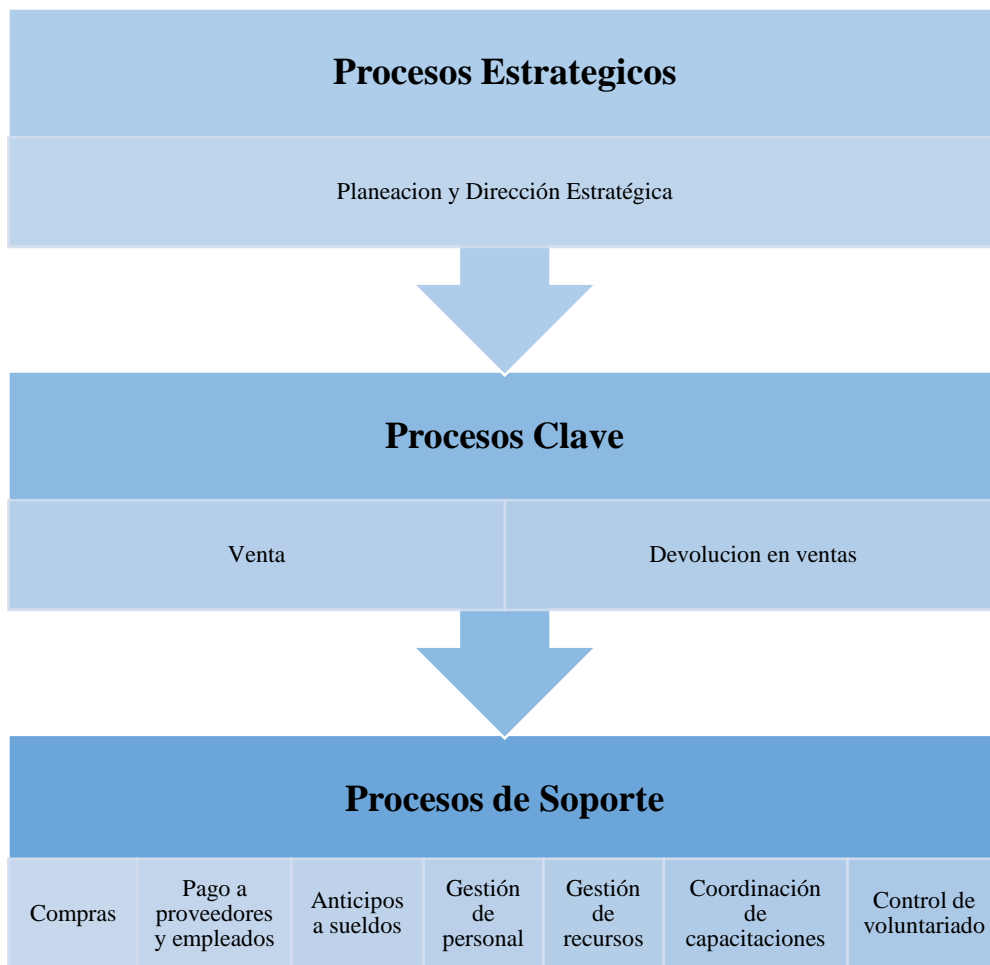 Procesos Estrategicos
Planeacion y Dirección Estratégica
Procesos Clave
Venta
Devolucion en ventas
Procesos de Soporte
Compras
Pago a
proveedores
y empleados
Anticipos
a sueldos
Gestión
de
personal
Gestión
de
recursos
Coordinación
de
capacitaciones
Control de
voluntariado